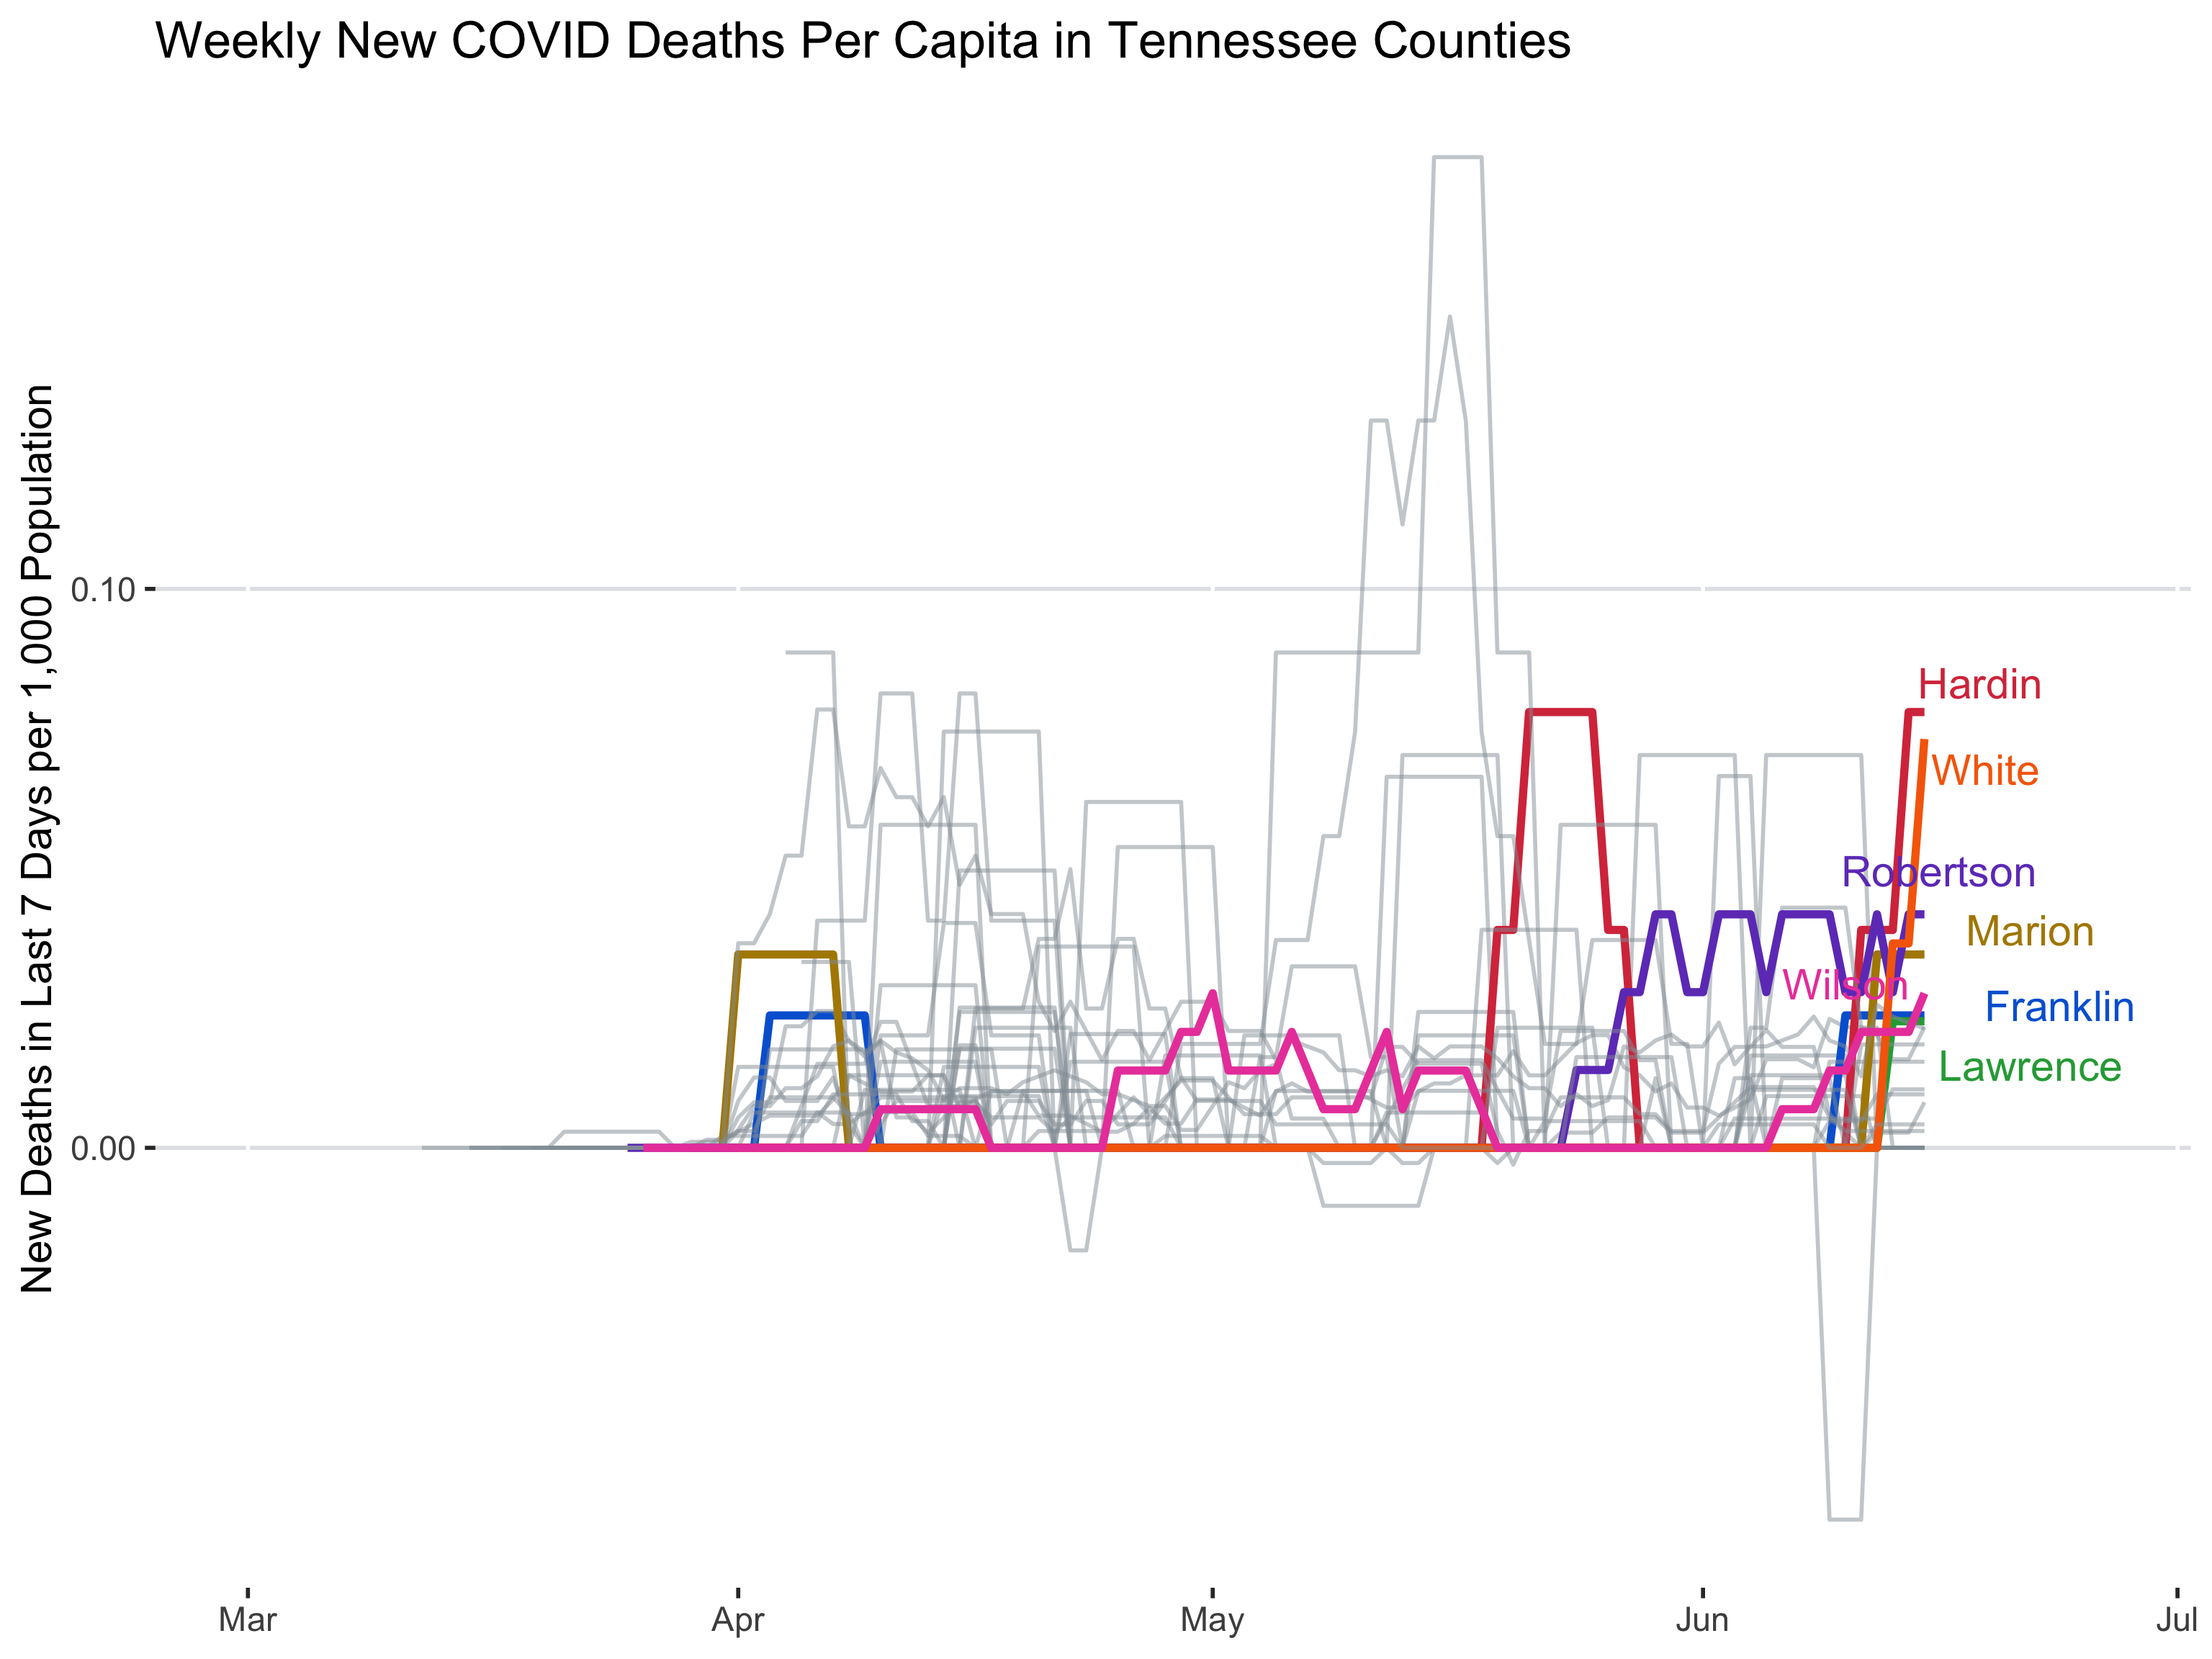 Weekly New COVID Deaths Per Capita in Tennessee Counties
New Deaths in Last 7 Days per 1,000 Population
0.10
0.00
Hardin
White
Robertson
Marion
Wilson
Franklin
Lawrence
Mar
Apr
May
Jun
Jul